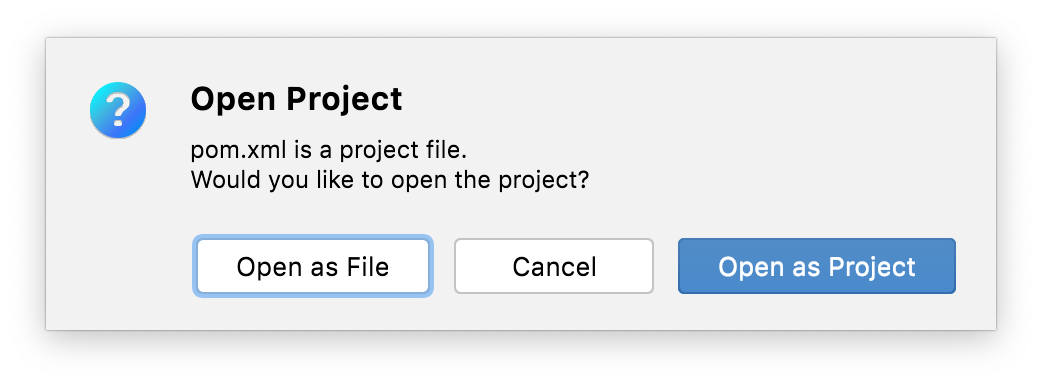 ?
Open Project
pom.xml is a project file.
Would you like to open the project?
Open as File
Cancel
Open as Project